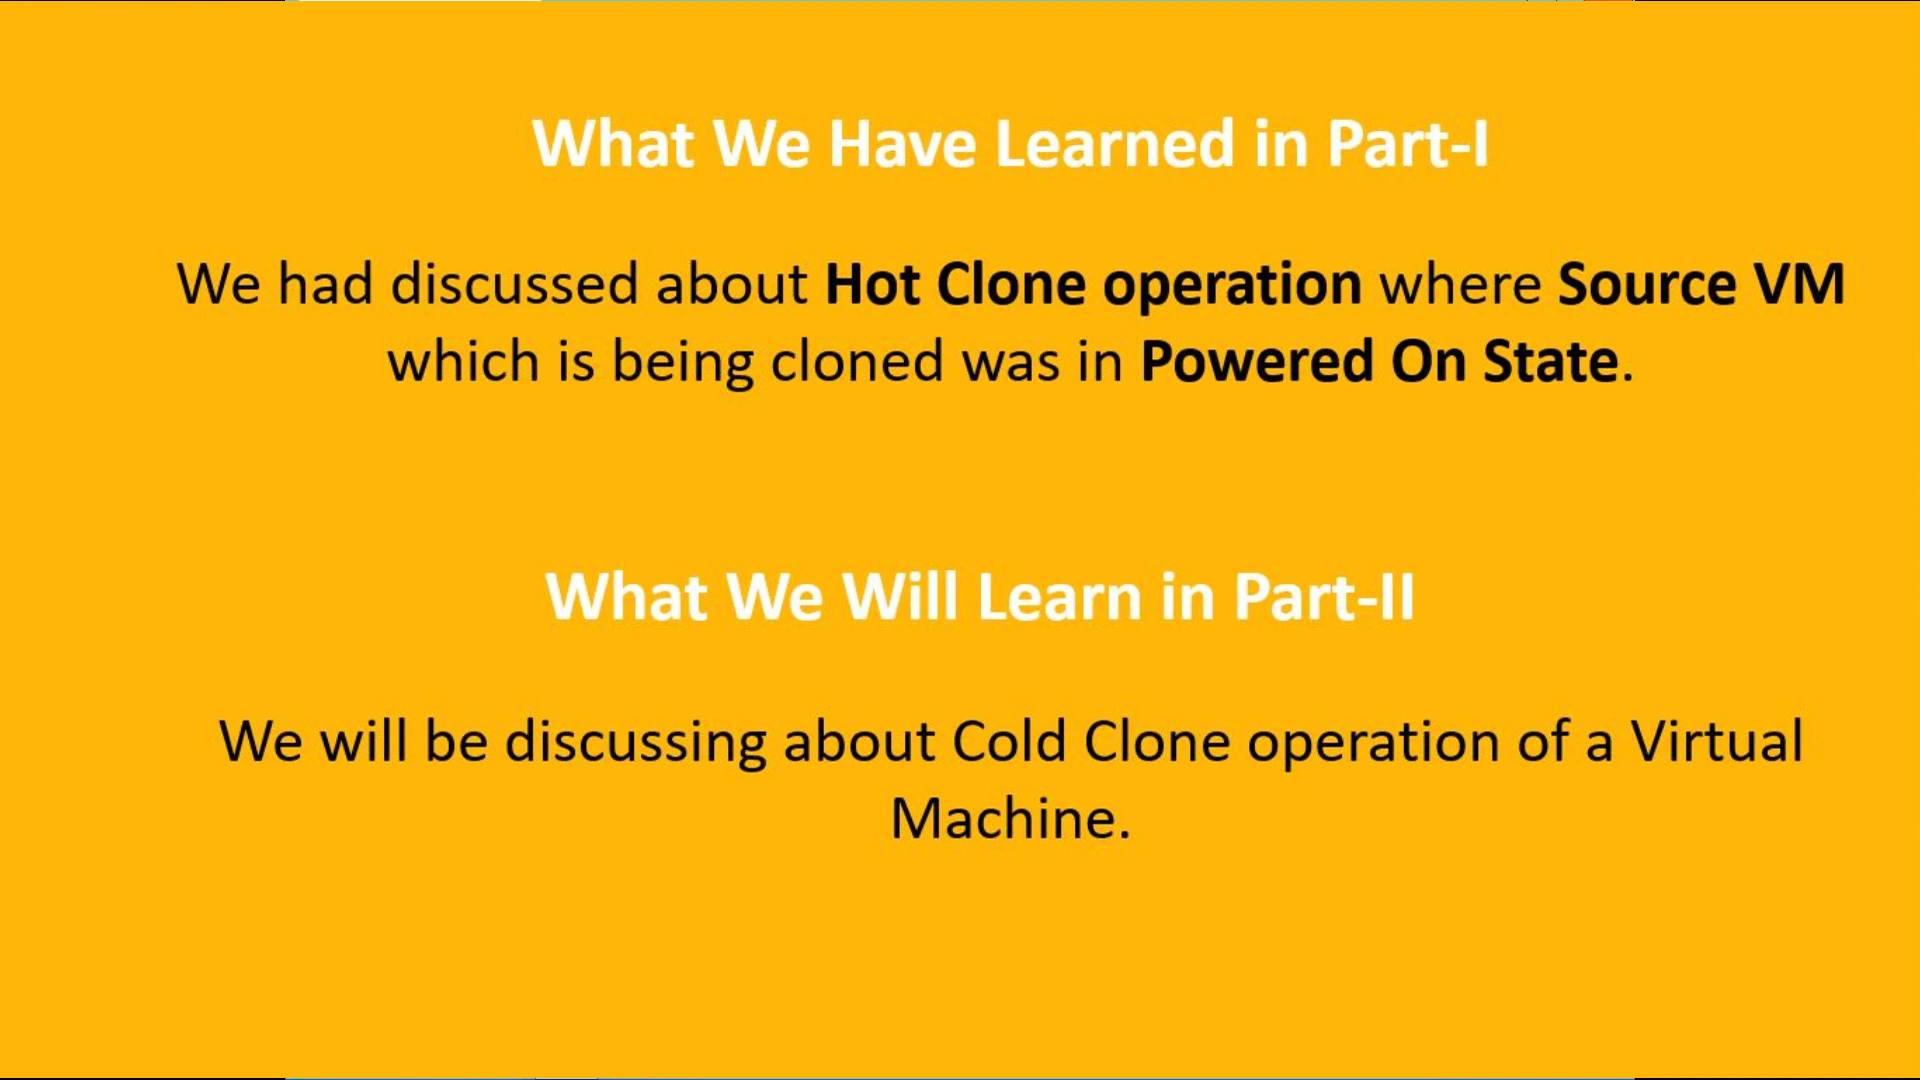 What We Have Learned in Part-I
We had discussed about Hot Clone operation where Source VM
which is being cloned was in Powered On State.
What We Will Learn in Part-II
We will be discussing about Cold Clone operation of a Virtual
Machine.